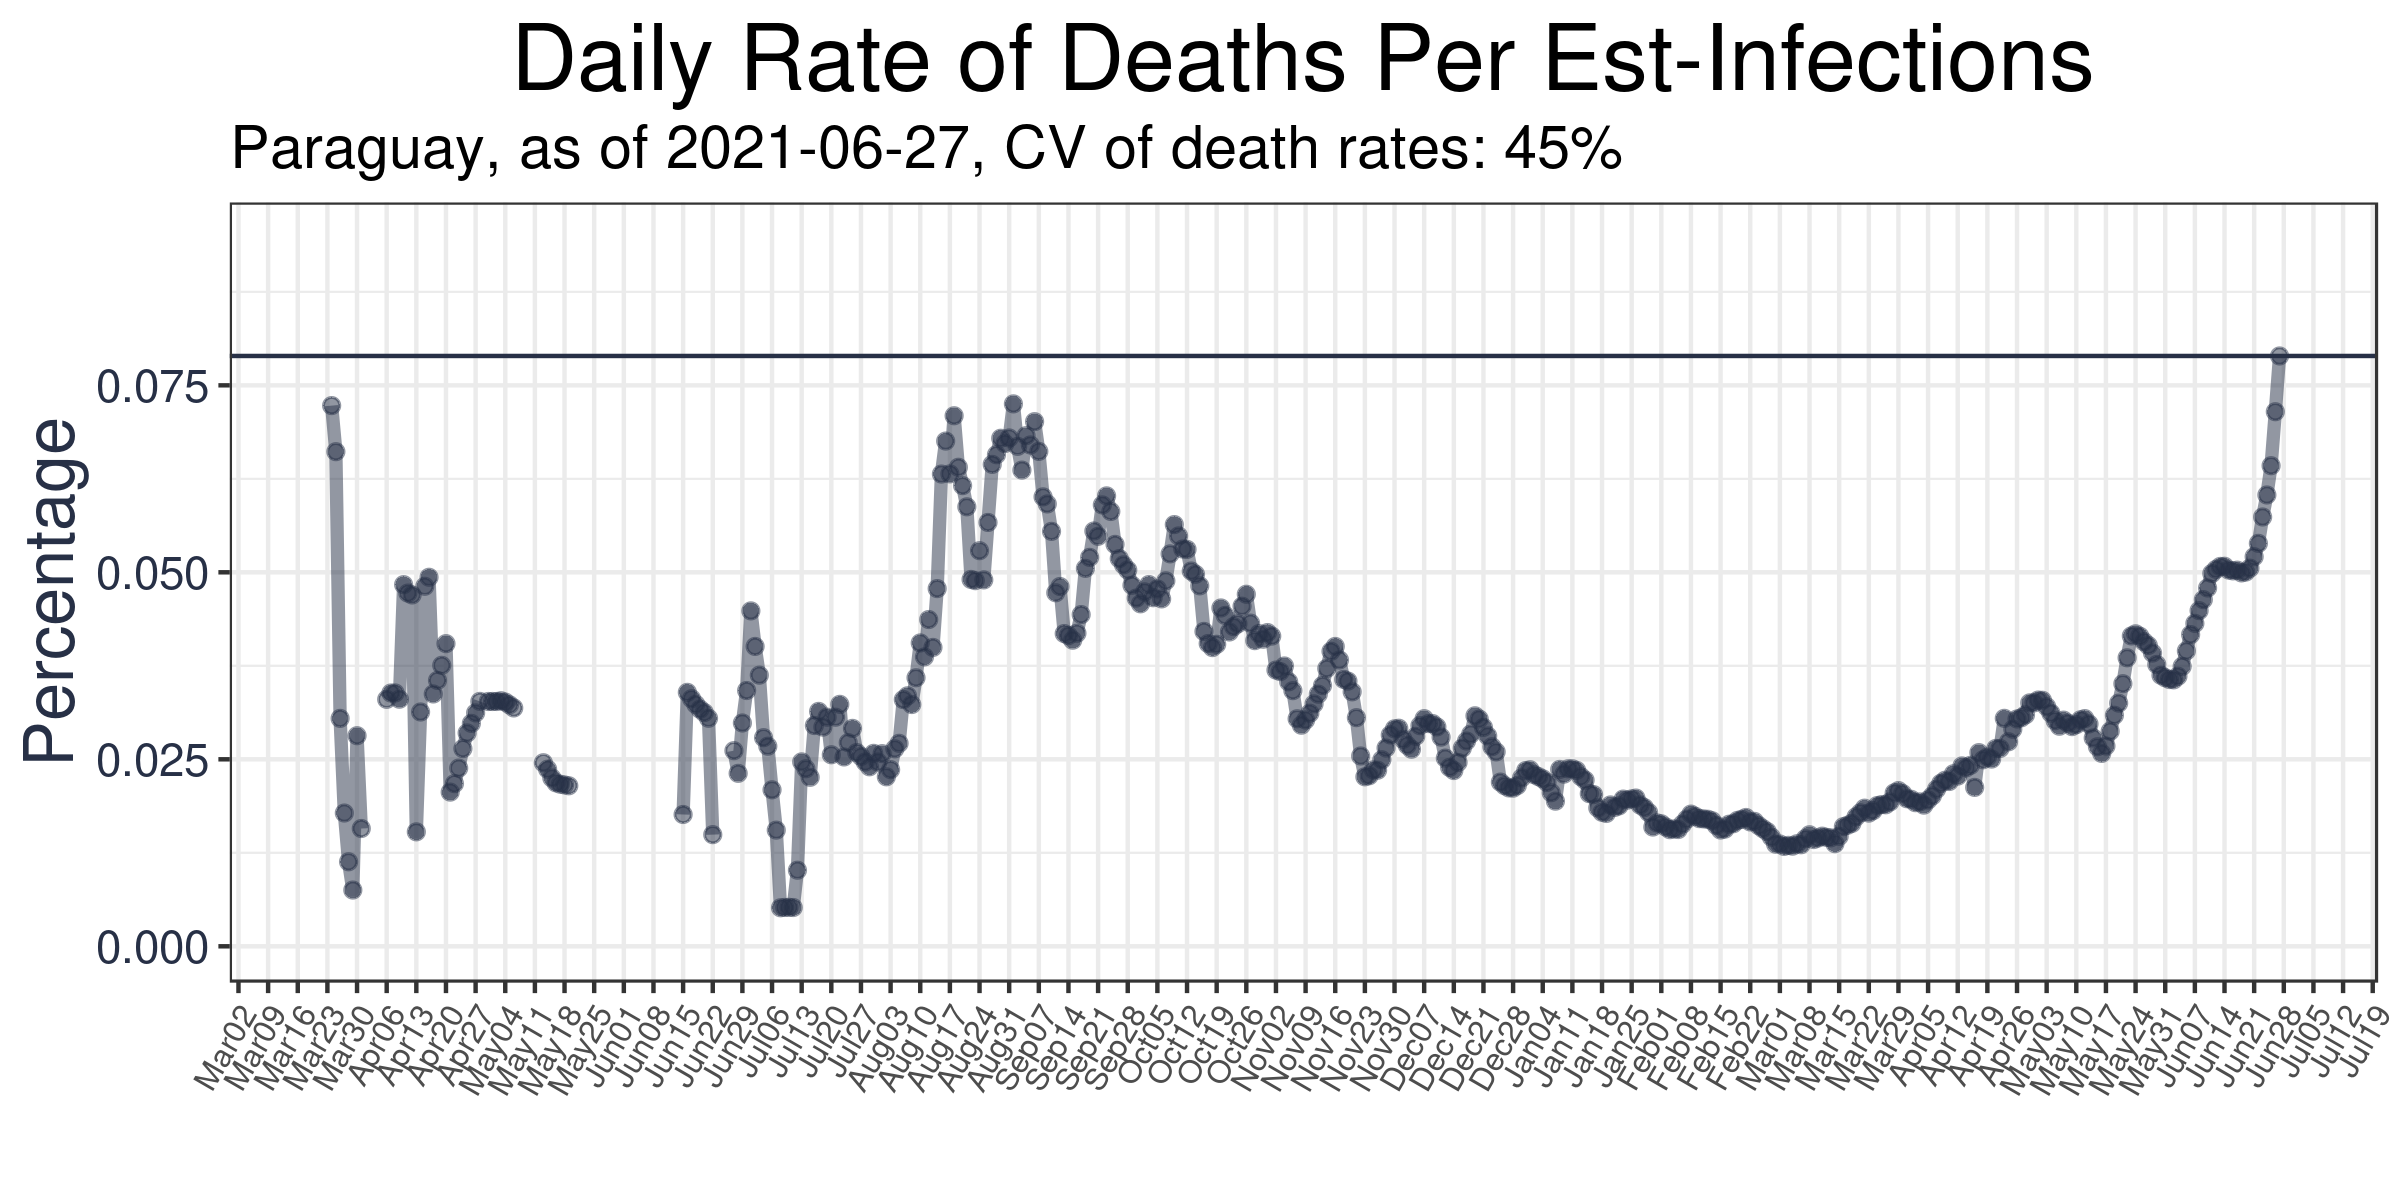 Daily Rate of Deaths Per Est-Infections
Paraguay, as of 2021-06-27, CV of death rates: 45%
Percentage
0.075
0.050
0.025
0.000
Mar02
Mar09
Mar16
Mar23
Mar30
Apr06
Apr13
Apr20
Apr27
May04
May11
May18
May25
Jun01
Jun08
Jun15
Jun22
Jun29
Jul06
Jul13
Jul20
Jul27
Aug03
Aug10
Aug17
Aug24
Aug31
Sep07
Sep14
Sep21
Sep28
Oct05
Oct12
Oct19
Oct26
Nov02
Nov09
Nov16
Nov23
Nov30
Dec07
Dec14
Dec21
Dec28
Jan04
Jan11
Jan18
Jan25
Feb01
Feb08
Feb15
Feb22
Mar01
Mar08
Mar15
Mar22
Mar29
Apr05
Apr12
Apr19
Apr26
May03
May10
May17
May24
May31
Jun07
Jun14
Jun21
Jun28
Jul05
Jul12
Jul19